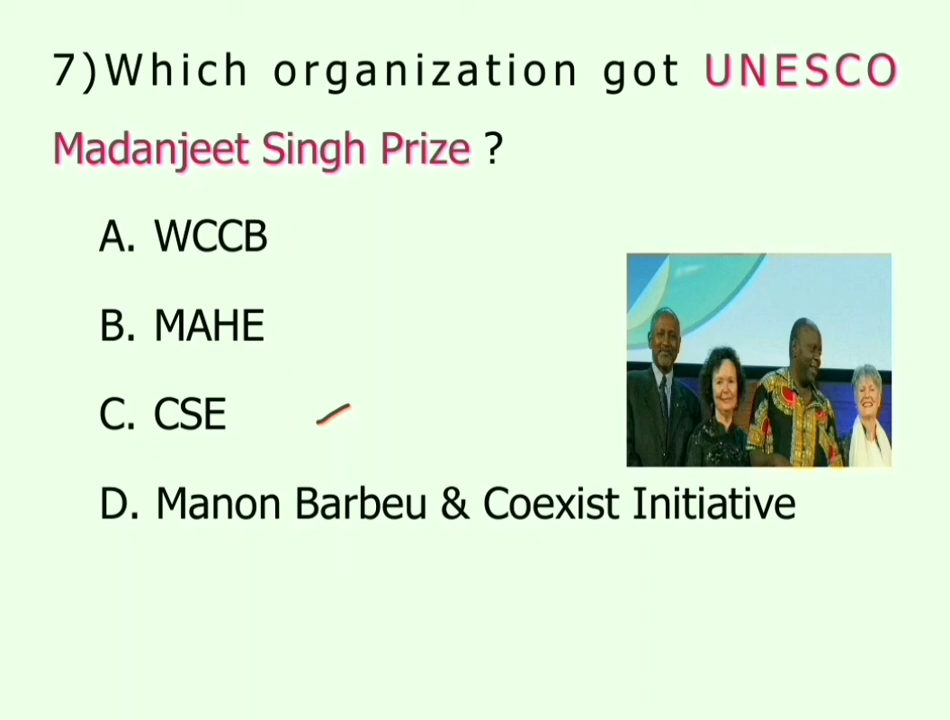 7)Which organization got UNESCO
Madanjeet Singh Prize ?
A. WCCB
B. MAHE
C. CSE
D. Manon Barbeu & Coexist Initiative